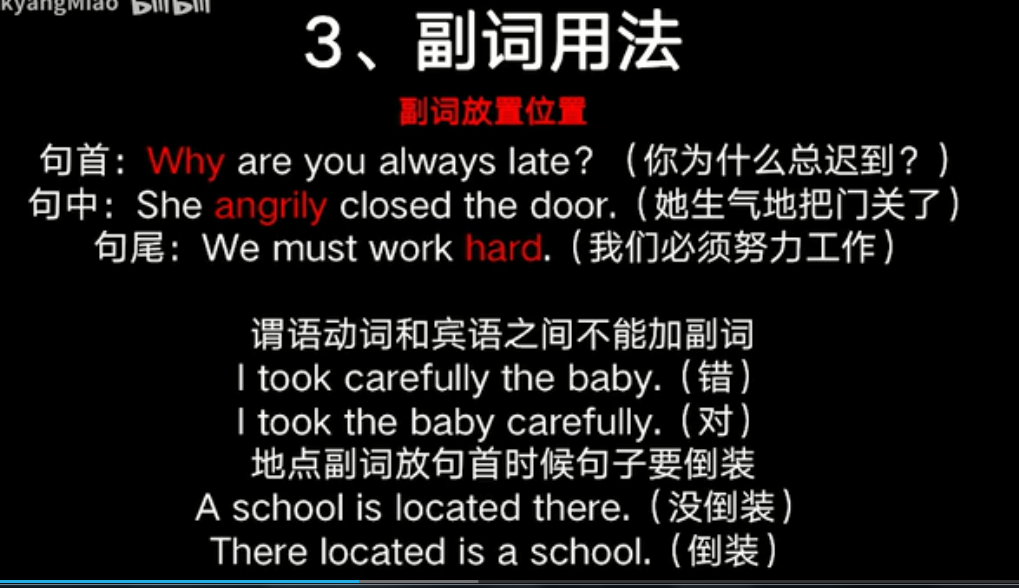 kyangMiao bilibili
3、副词用法
副词放置位置
句首：Why are you always late？（你为什么总迟到？）
句中：She angrily closed the door.（她生气地把门关了）
句尾：We must work hard.（我们必须努力工作）
谓语动词和宾语之间不能加副词
I took carefully the baby.（错）
I took the baby carefully.（对）
地点副词放句首时候句子要倒装
A school is located there.（没倒装）
There located is a school.（倒装）